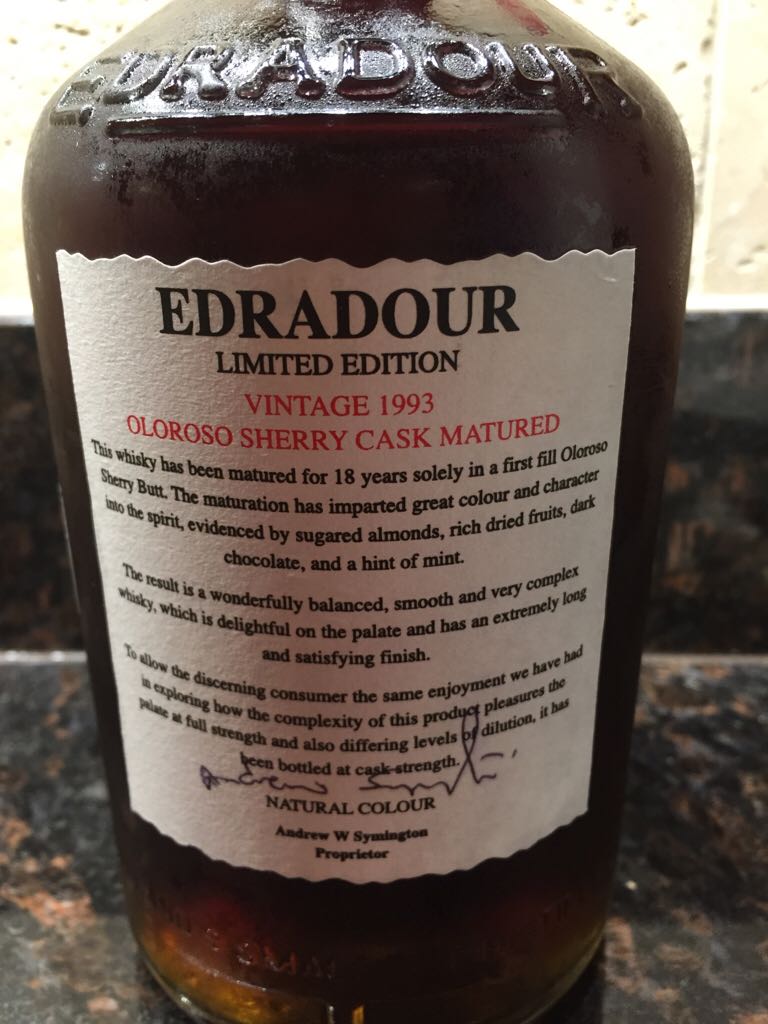 EDRADOUR
EDRADOUR
LIMITED EDITION
VINTAGE 1993
OLOROSO SHERRY CASK MATURED
This whisky has been matured for 18 years solely in a first fill Oloroso
Sherry Butt. The maturation has imparted great colour and character
into the spirit, evidenced by sugared almonds, rich dried fruits, dark
chocolate, and a hint of mint.
The result is a wonderfully balanced, smooth and very complex
whisky, which is delightful on the palate and has an extremely long
and satisfying finish.
To allow the discerning consumer the same enjoyment we have had
in exploring how the complexity of this product pleasures the
palate at full strength and also differing levels of dilution, it has
been bottled at cask-strength.
NATURAL COLOUR
Andrew W Symington
Proprietor